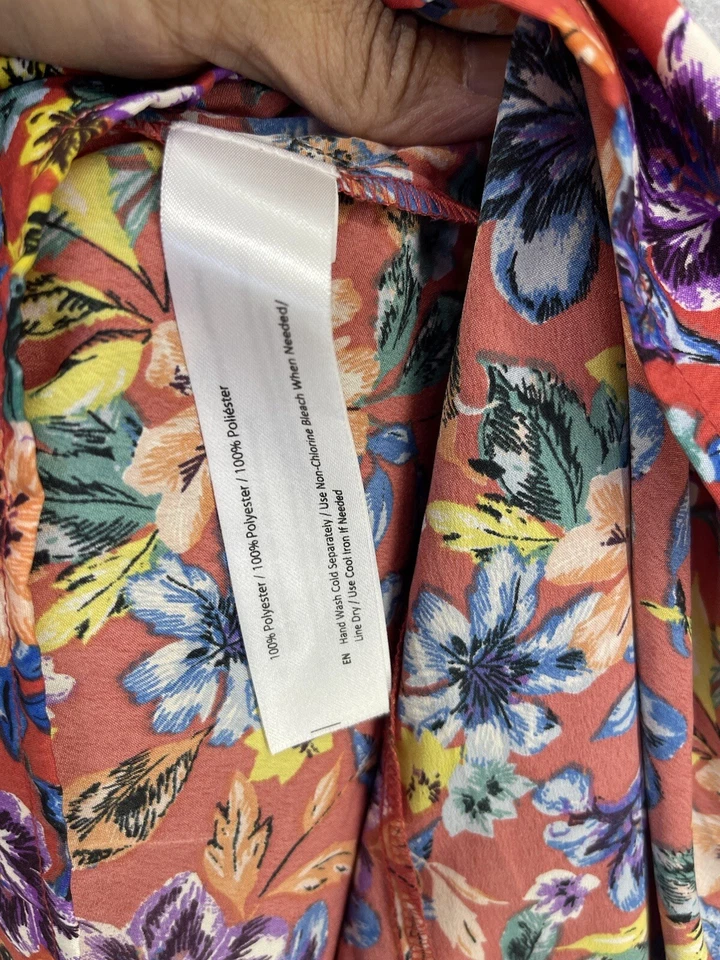 100% Polyester / 100% Polyester / 100% Poliéster
EN Hand Wash Cold Separately / Use Non-Chlorine Bleach When Needed/
Line Dry / Use Cool Iron If Needed